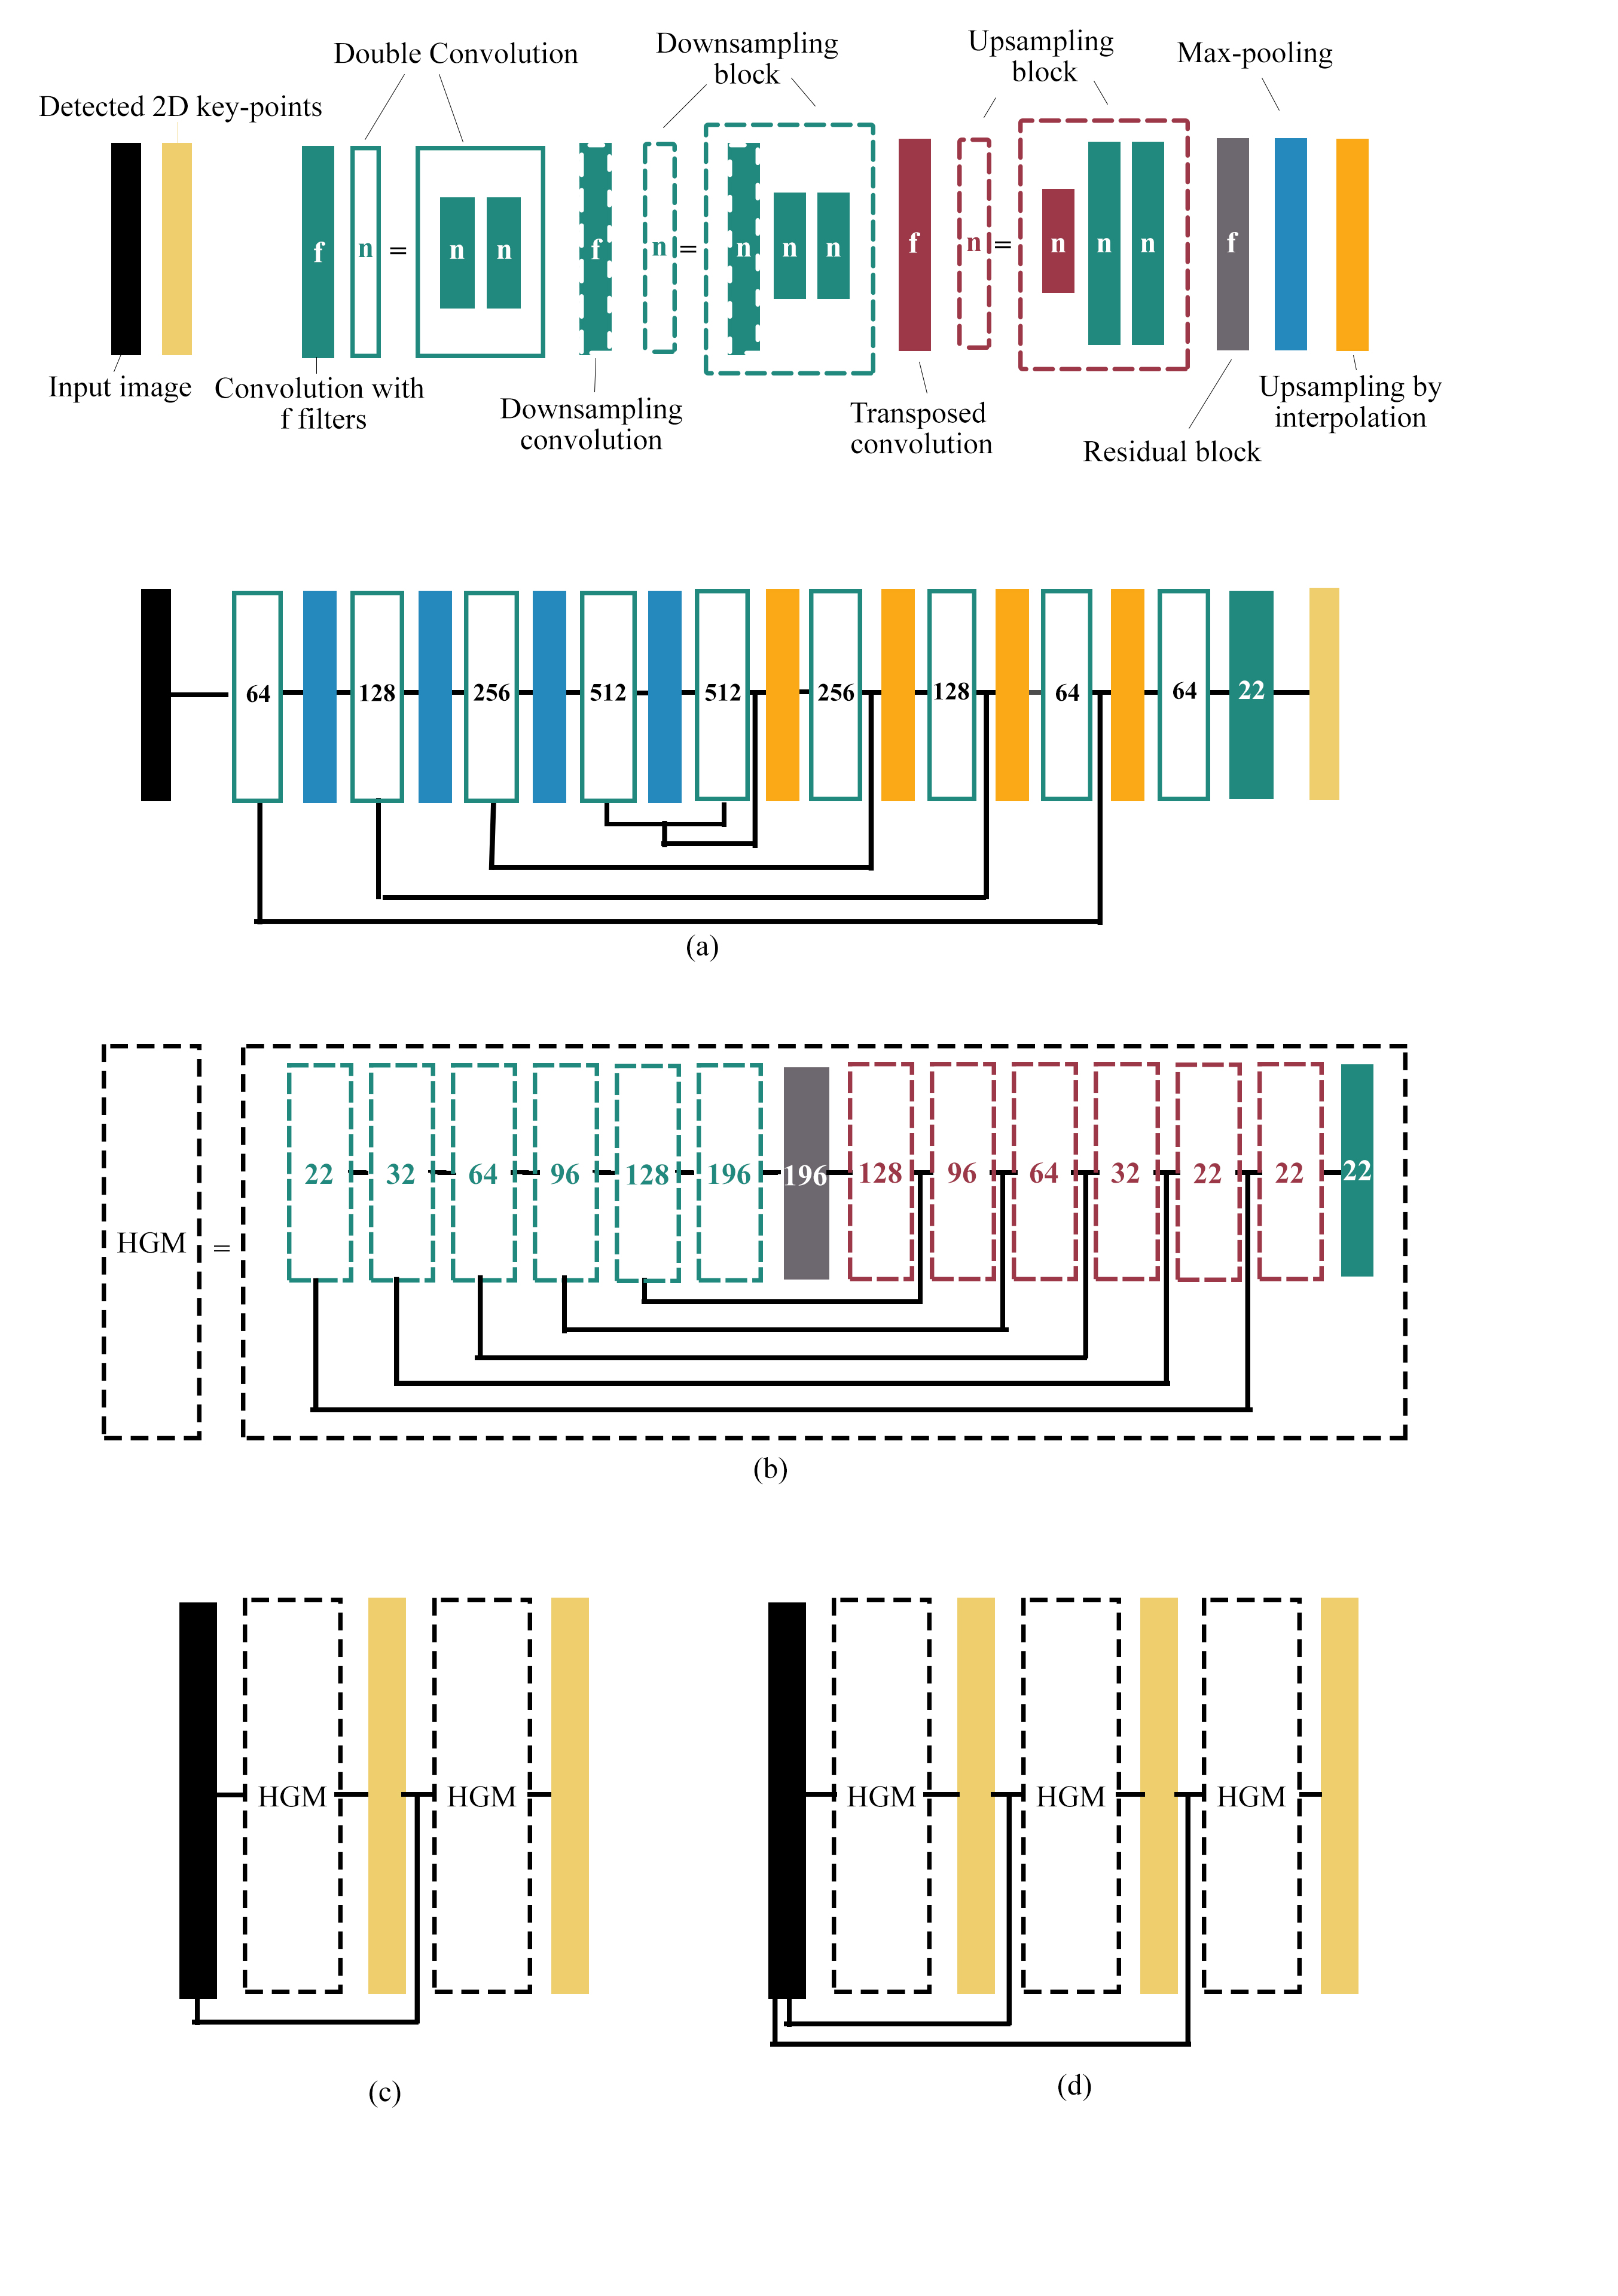 Double Convolution
Downsampling
block
Upsampling
block
Max-pooling
Detected 2D key-points
f
n
=
n
n
f
n
=
n
n
n
f
n
=
n
n
n
f
Input image
Convolution with
f filters
Downsampling
convolution
Transposed
convolution
Residual block
Upsampling by
interpolation
64
128
256
512
512
256
128
64
64
22
(a)
HGM
=
22
32
64
96
128
196
196
128
96
64
32
22
22
22
(b)
HGM
HGM
HGM
HGM
HGM
(c)
(d)